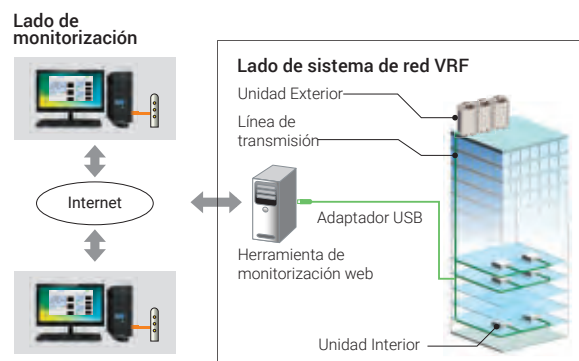 Lado de
monitorización
Internet
Lado de sistema de red VRF
Unidad Exterior
Línea de
transmisión
Adaptador USB
Herramienta de
monitorización web
Unidad Interior